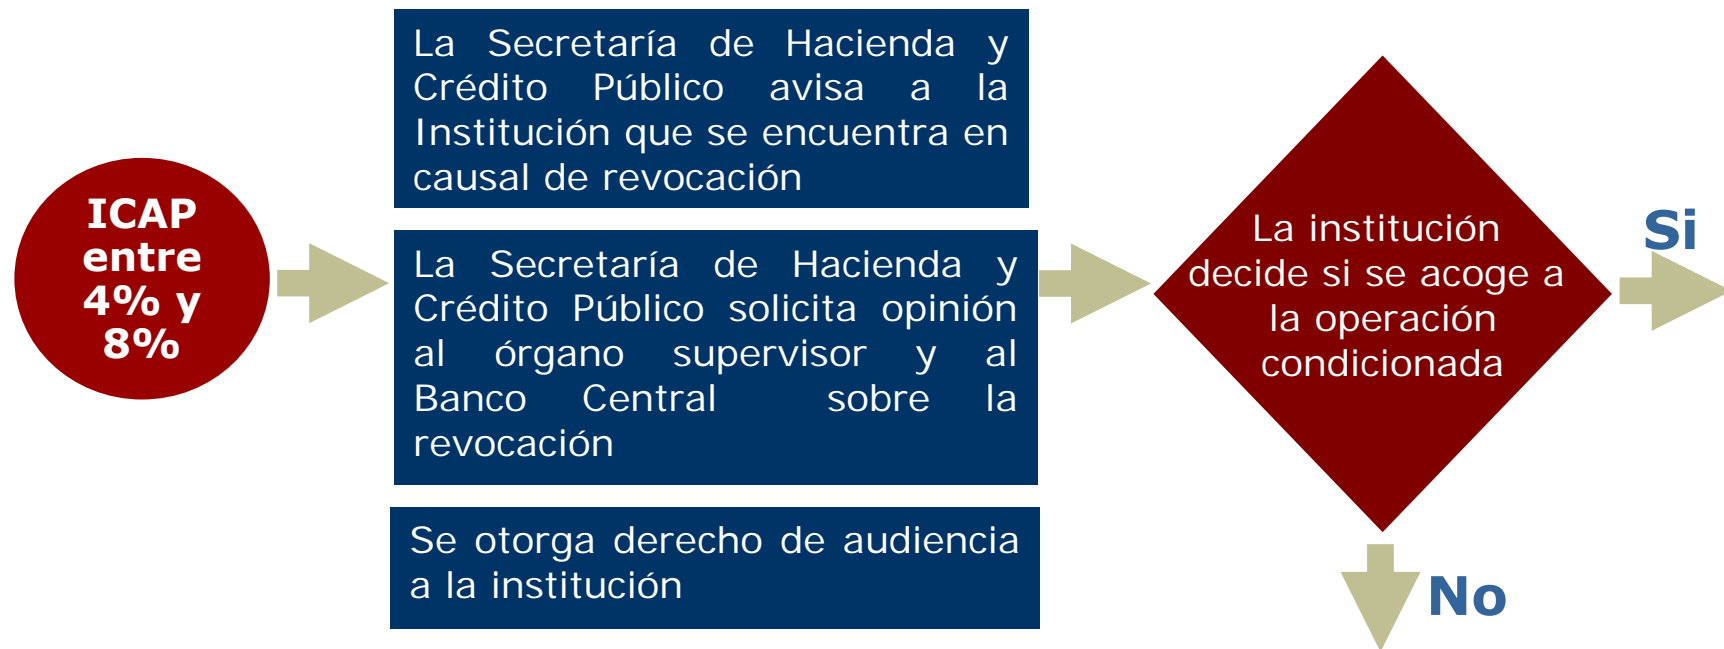 ICAP
entre
4% y
8%
La Secretaría de Hacienda y
Crédito Público avisa a la
Institución que se encuentra en
causal de revocación
La Secretaría de Hacienda y
Crédito Público solicita opinión
al órgano supervisor y al
Banco Central sobre la
revocación
Se otorga derecho de audiencia
a la institución
La institución
decide si se acoge a
la operación
condicionada
Si
No